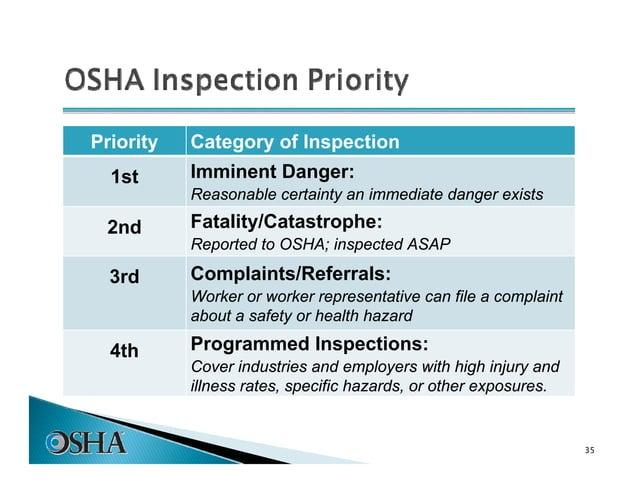 OSHA Inspection Priority
Priority Category of Inspection
1st Imminent Danger:
Reasonable certainty an immediate danger exists
2nd Fatality/Catastrophe:
Reported to OSHA; inspected ASAP
3rd Complaints/Referrals:
Worker or worker representative can file a complaint
about a safety or health hazard
4th Programmed Inspections:
Cover industries and employers with high injury and
illness rates, specific hazards, or other exposures.
OSHA
35